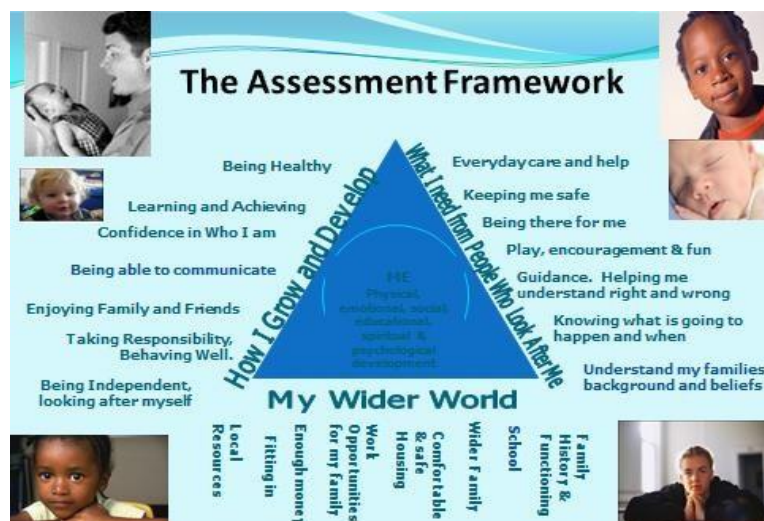 The Assessment Framework
Being Healthy
Learning and Achieving
Confidence in Who I am
Being able to communicate
Enjoying Family and Friends
Taking Responsibility,
Behaving Well.
Being Independent,
looking after myself
How I Grow and Develop
ME
Physical,
emotional, social,
educational,
spiritual &
psychological
development.
What I need from People Who Look After Me
Everyday care and help
Keeping me safe
Being there for me
Play, encouragement & fun
Guidance. Helping me
understand right and wrong
Knowing what is going to
happen and when
Understand my families
background and beliefs
My Wider World
Local
Resources
Fitting in
Enough money
for my family
Work
Opportunities
Housing
Comfortable
& safe
Wider Family
School
Family
History &
Functioning